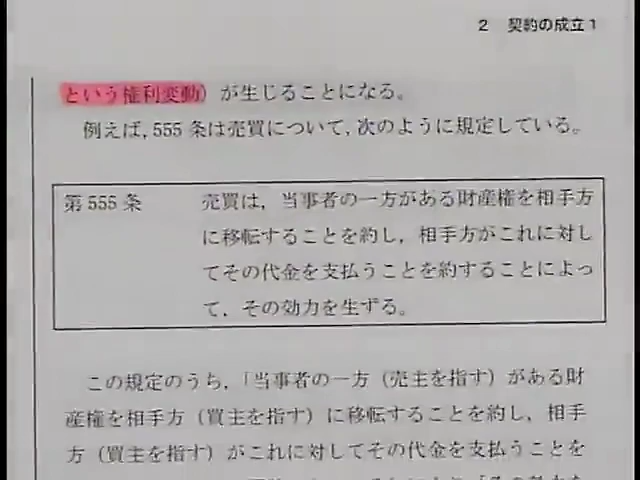 2 契約の成立1
という権利変動）が生じることになる。
例えば，555条は売買について，次のように規定している。
第555条 売買は，当事者の一方がある財産権を相手方
に移転することを約し，相手方がこれに対し
てその代金を支払うことを約することによっ
て，その効力を生ずる。
この規定のうち，「当事者の一方（売主を指す）がある財
産権を相手方（買主を指す）に移転することを約し，相手
方（買主を指す）がこれに対してその代金を支払うことを